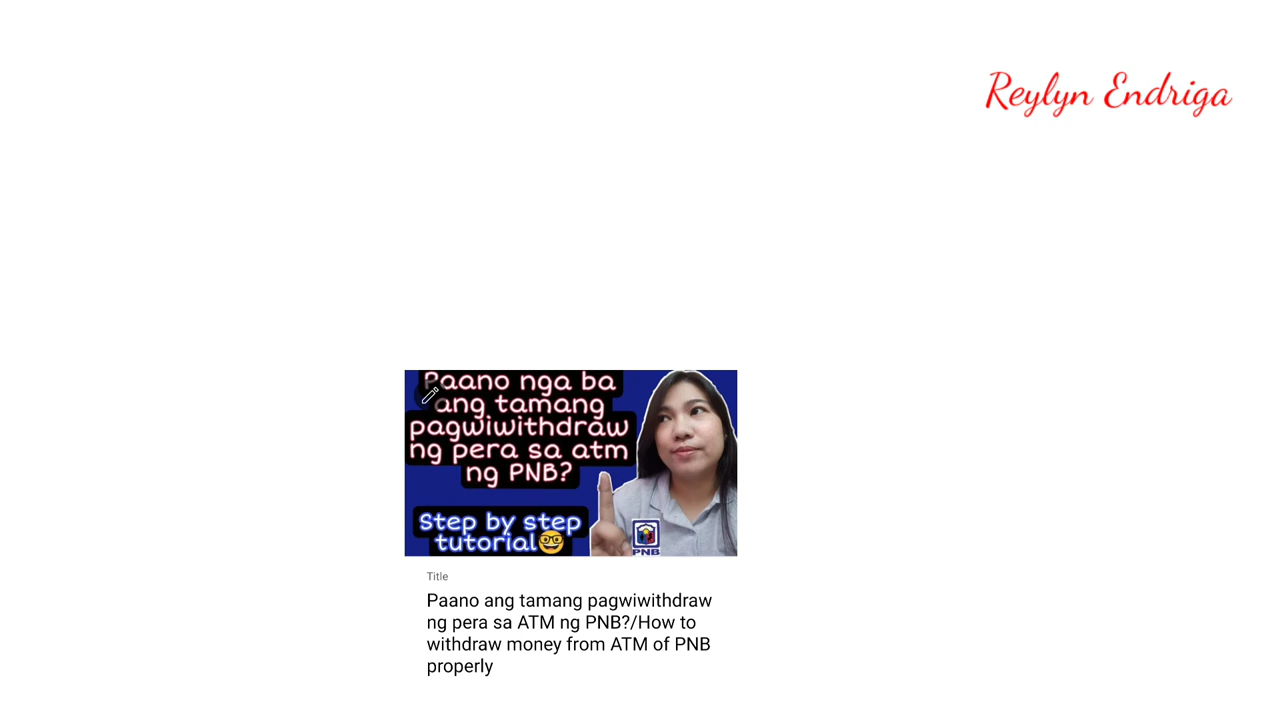 Reylyn Endriga
Paano nga ba
ang tamang
pagwiwithdraw
ng pera sa atm
ng PNB?
Step by step
tutorial🤓
PNB
Title
Paano ang tamang pagwiwithdraw
ng pera sa ATM ng PNB?/How to
withdraw money from ATM of PNB
properly